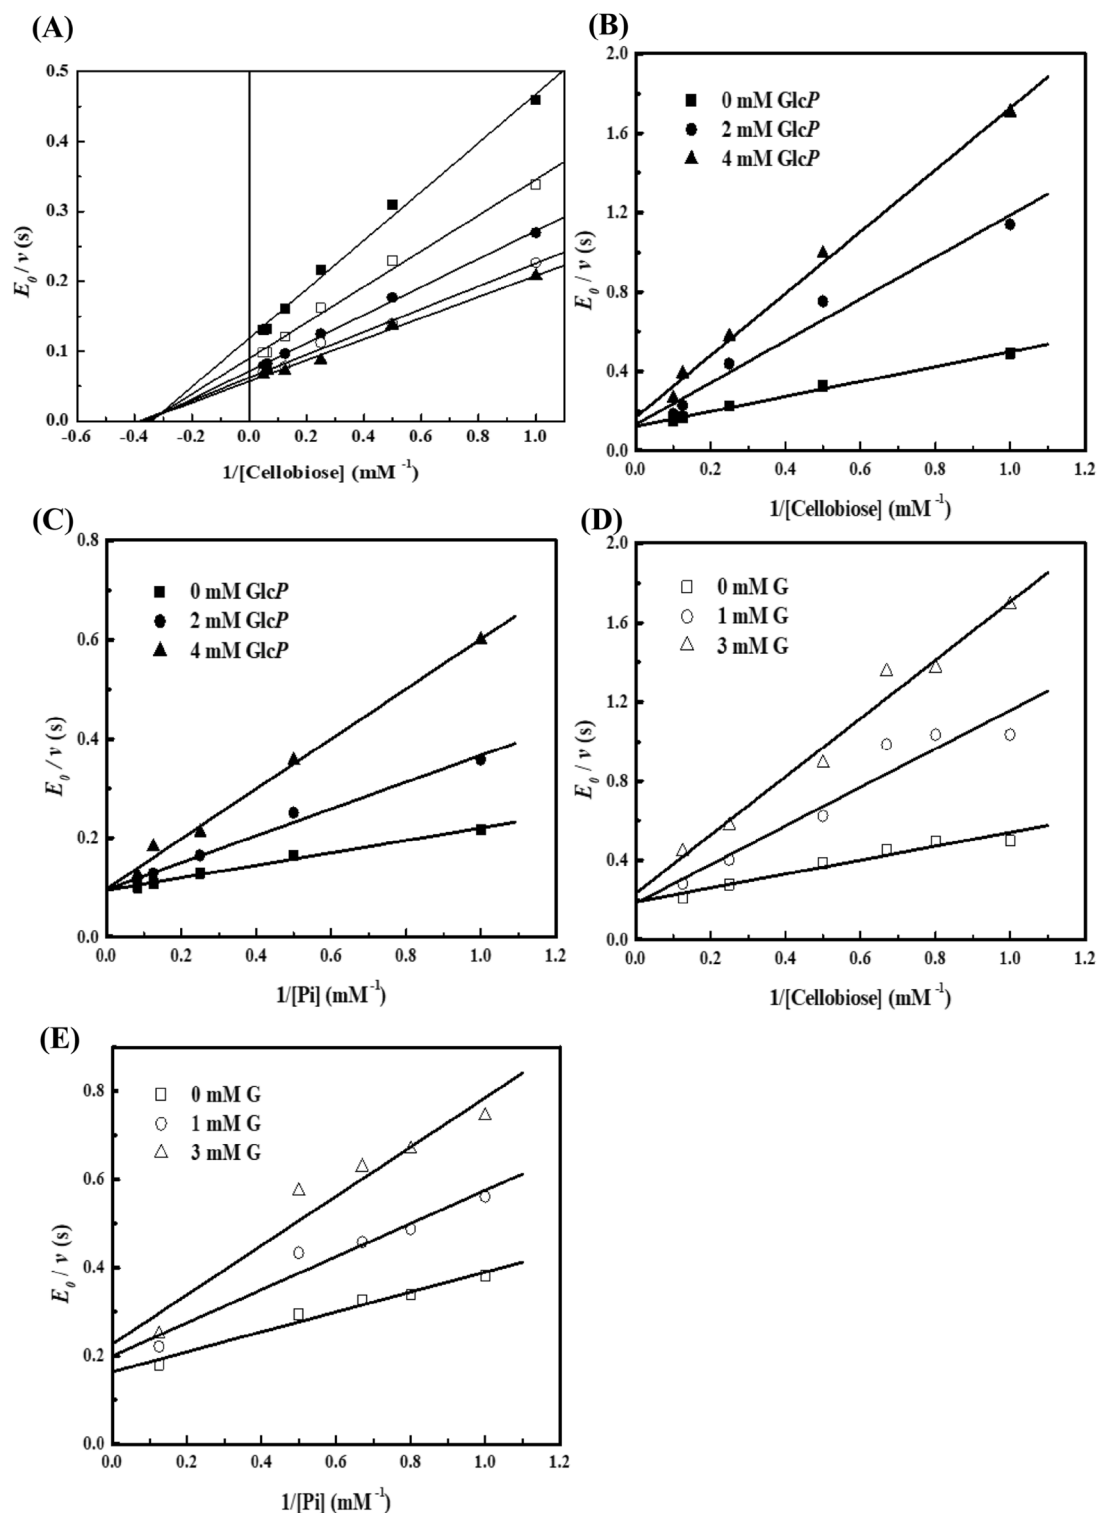 (A)
0.5
0.4
0.3
0.2
0.1
0.0
E0 / v (s)
-0.6 -0.4 -0.2 0.0 0.2 0.4 0.6 0.8 1.0
1/[Cellobiose] (mM -1)
(B)
2.0
1.6
1.2
0.8
0.4
0.0
E0 / v (s)
0 mM GlcP
2 mM GlcP
4 mM GlcP
0.0 0.2 0.4 0.6 0.8 1.0 1.2
1/[Cellobiose] (mM-1)
(C)
0.8
0.6
0.4
0.2
0.0
E0 / v (s)
0 mM GlcP
2 mM GlcP
4 mM GlcP
0.0 0.2 0.4 0.6 0.8 1.0 1.2
1/[Pi] (mM-1)
(D)
2.0
1.6
1.2
0.8
0.4
0.0
E0 / v (s)
0 mM G
1 mM G
3 mM G
0.0 0.2 0.4 0.6 0.8 1.0 1.2
1/[Cellobiose] (mM-1)
(E)
0.8
0.6
0.4
0.2
0.0
E0 / v (s)
0 mM G
1 mM G
3 mM G
0.0 0.2 0.4 0.6 0.8 1.0 1.2
1/[Pi] (mM-1)